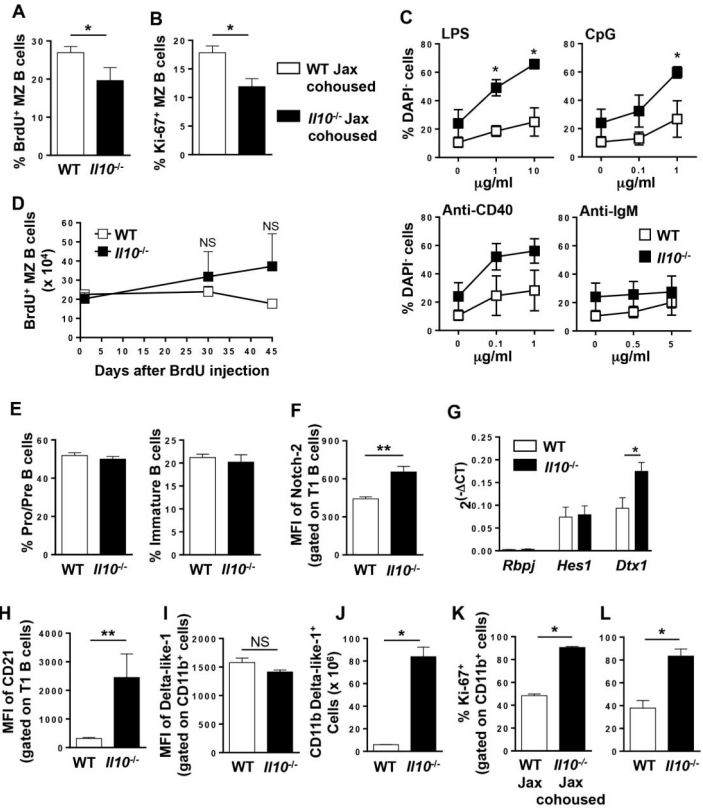 A
*
% BrdU+ MZ B cells
30
20
10
0
WT Il10-/-
B
*
% Ki-67+ MZ B cells
20
15
10
5
0
WT Jax
cohoused
Il10-/- Jax
cohoused
C
LPS
% DAPI- cells
80
60
40
20
0
* *
0 1 10
µg/ml
CpG
80
60
40
20
0
*
0 0.1 1
µg/ml
Anti-CD40
% DAPI- cells
80
60
40
20
0
0 0.1 1
µg/ml
Anti-IgM
80
60
40
20
0
WT
Il10-/-
0 0.5 5
µg/ml
D
WT
Il10-/-
BrdU+ MZ B cells
(x 10⁴)
60
50
40
30
20
10
0
NS NS
0 5 10 15 20 25 30 35 40 45
Days after BrdU injection
E
% Pro/Pre B cells
60
40
20
0
WT Il10-/-
% Immature B cells
25
20
15
10
5
0
WT Il10-/-
F
**
MFI of Notch-2
(gated on T1 B cells)
900
600
300
0
WT Il10-/-
G
WT
Il10-/-
*
2(-ΔCT)
0.25
0.20
0.15
0.10
0.05
0.00
Rbpj Hes1 Dtx1
H
**
MFI of CD21
(gated on T1 B cells)
4000
3000
2000
1000
0
WT Il10-/-
I
NS
MFI of Delta-like-1
(gated on CD11b+ cells)
1500
1000
500
0
WT Il10-/-
J
*
CD11b Delta-like-1+
Cells (x 10⁶)
100
80
60
40
20
0
WT Il10-/-
K
*
% Ki-67+
(gated on CD11b+ cells)
100
80
60
40
20
0
WT Il10-/-
Jax Jax
cohoused
L
*
100
80
60
40
20
0
WT Il10-/-